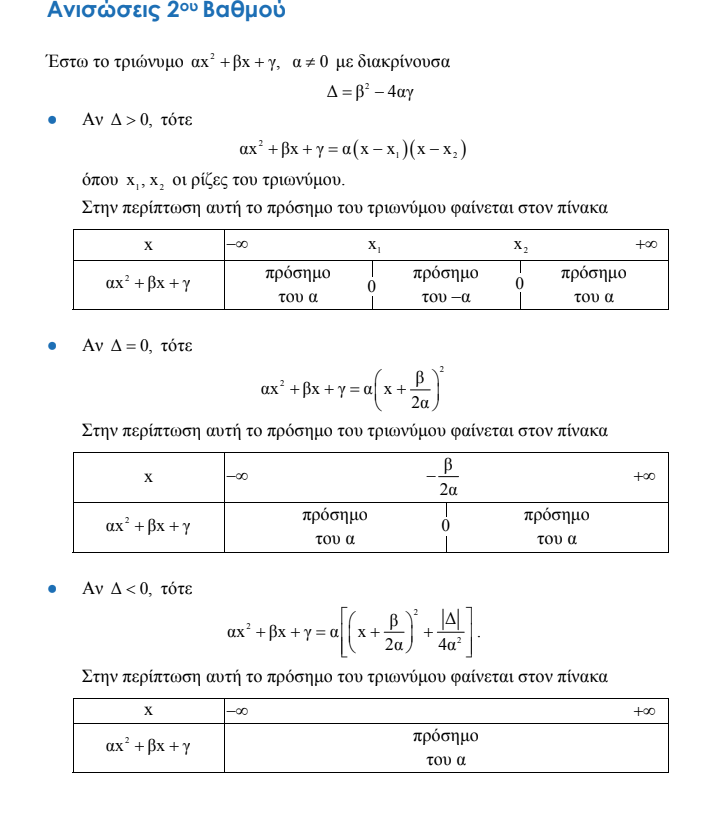 Ανισώσεις 2ου Βαθμού
Έστω το τριώνυμο αx² + βx + γ, α ≠ 0 με διακρίνουσα
Δ = β² − 4αγ
• Αν Δ > 0, τότε
αx² + βx + γ = α(x − x₁)(x − x₂)
όπου x₁, x₂ οι ρίζες του τριωνύμου.
Στην περίπτωση αυτή το πρόσημο του τριωνύμου φαίνεται στον πίνακα
x −∞ x₁ x₂ +∞
αx² + βx + γ πρόσημο του α 0 πρόσημο του −α 0 πρόσημο του α
• Αν Δ = 0, τότε
αx² + βx + γ = α(x + β/2α)²
Στην περίπτωση αυτή το πρόσημο του τριωνύμου φαίνεται στον πίνακα
x −∞ −β/2α +∞
αx² + βx + γ πρόσημο του α 0 πρόσημο του α
• Αν Δ < 0, τότε
αx² + βx + γ = α[(x + β/2α)² + |Δ|/4α²].
Στην περίπτωση αυτή το πρόσημο του τριωνύμου φαίνεται στον πίνακα
x −∞ +∞
αx² + βx + γ πρόσημο του α